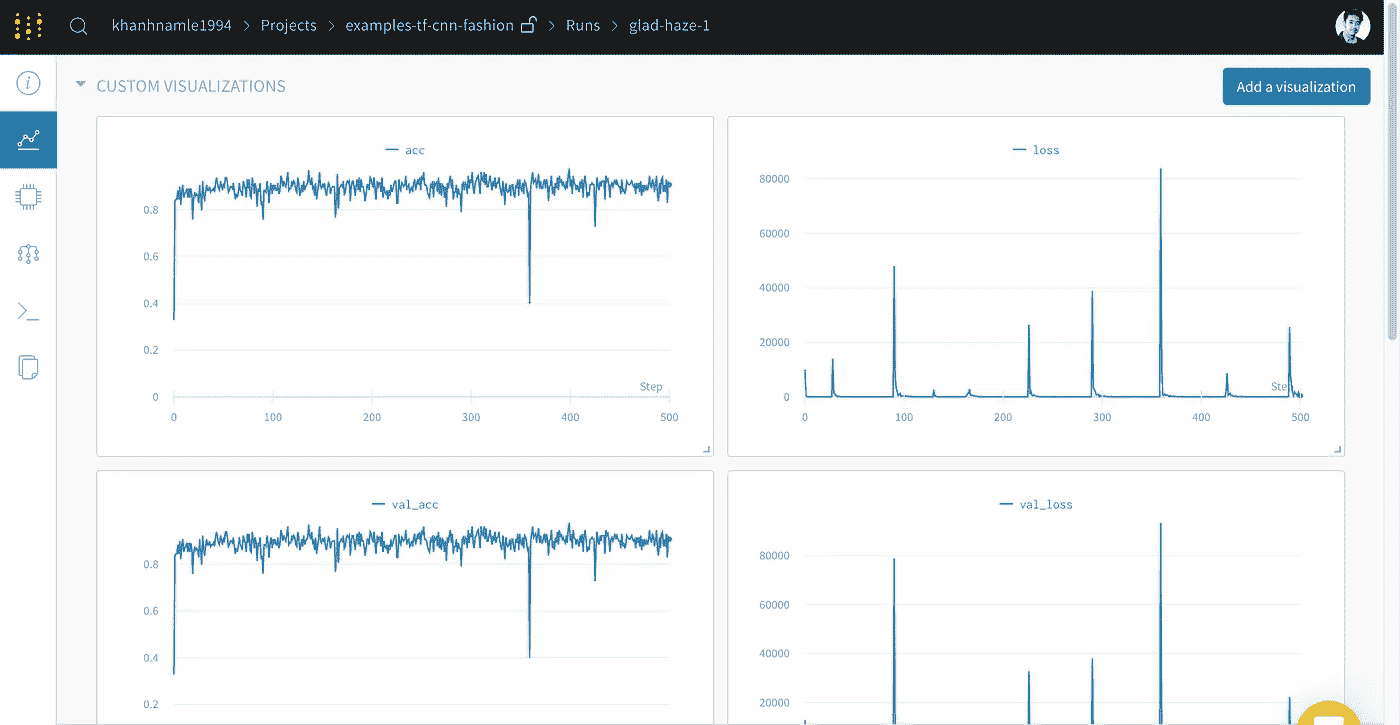 khanhnamle1994 > Projects > examples-tf-cnn-fashion > Runs > glad-haze-1
CUSTOM VISUALIZATIONS
Add a visualization
acc
0.8
0.6
0.4
0.2
0
Step
0 100 200 300 400 500
loss
80000
60000
40000
20000
0
Ste
0 100 200 300 400 500
val_acc
0.8
0.6
0.4
0.2
val_loss
80000
60000
40000
20000